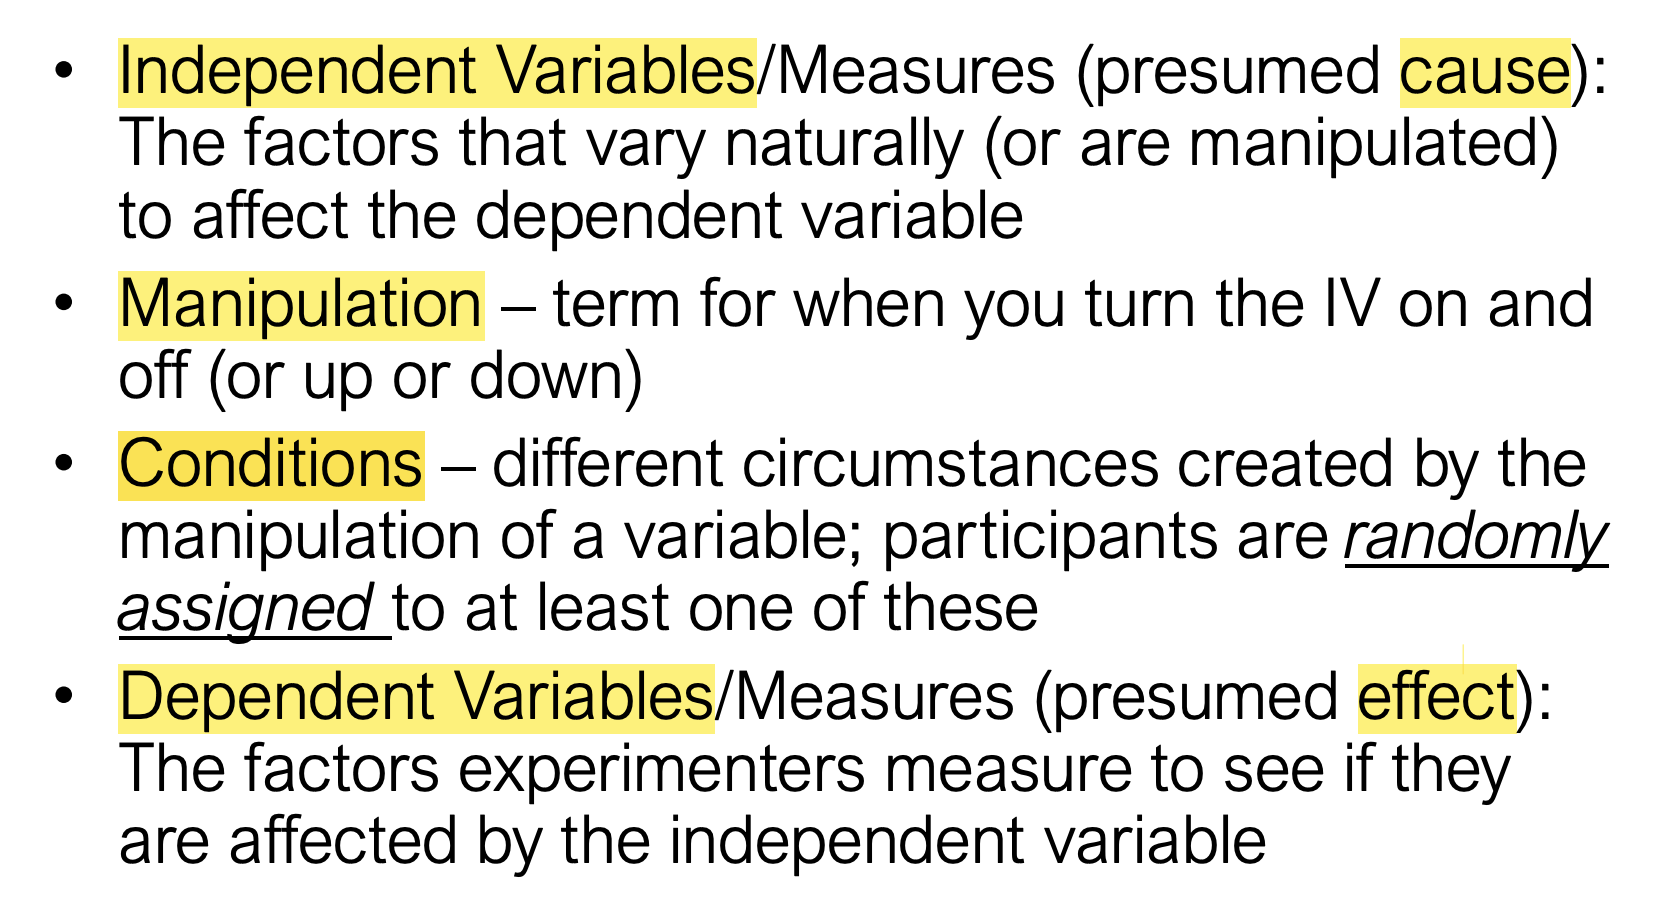 • Independent Variables/Measures (presumed cause):
The factors that vary naturally (or are manipulated)
to affect the dependent variable
• Manipulation – term for when you turn the IV on and
off (or up or down)
• Conditions – different circumstances created by the
manipulation of a variable; participants are randomly
assigned to at least one of these
• Dependent Variables/Measures (presumed effect):
The factors experimenters measure to see if they
are affected by the independent variable